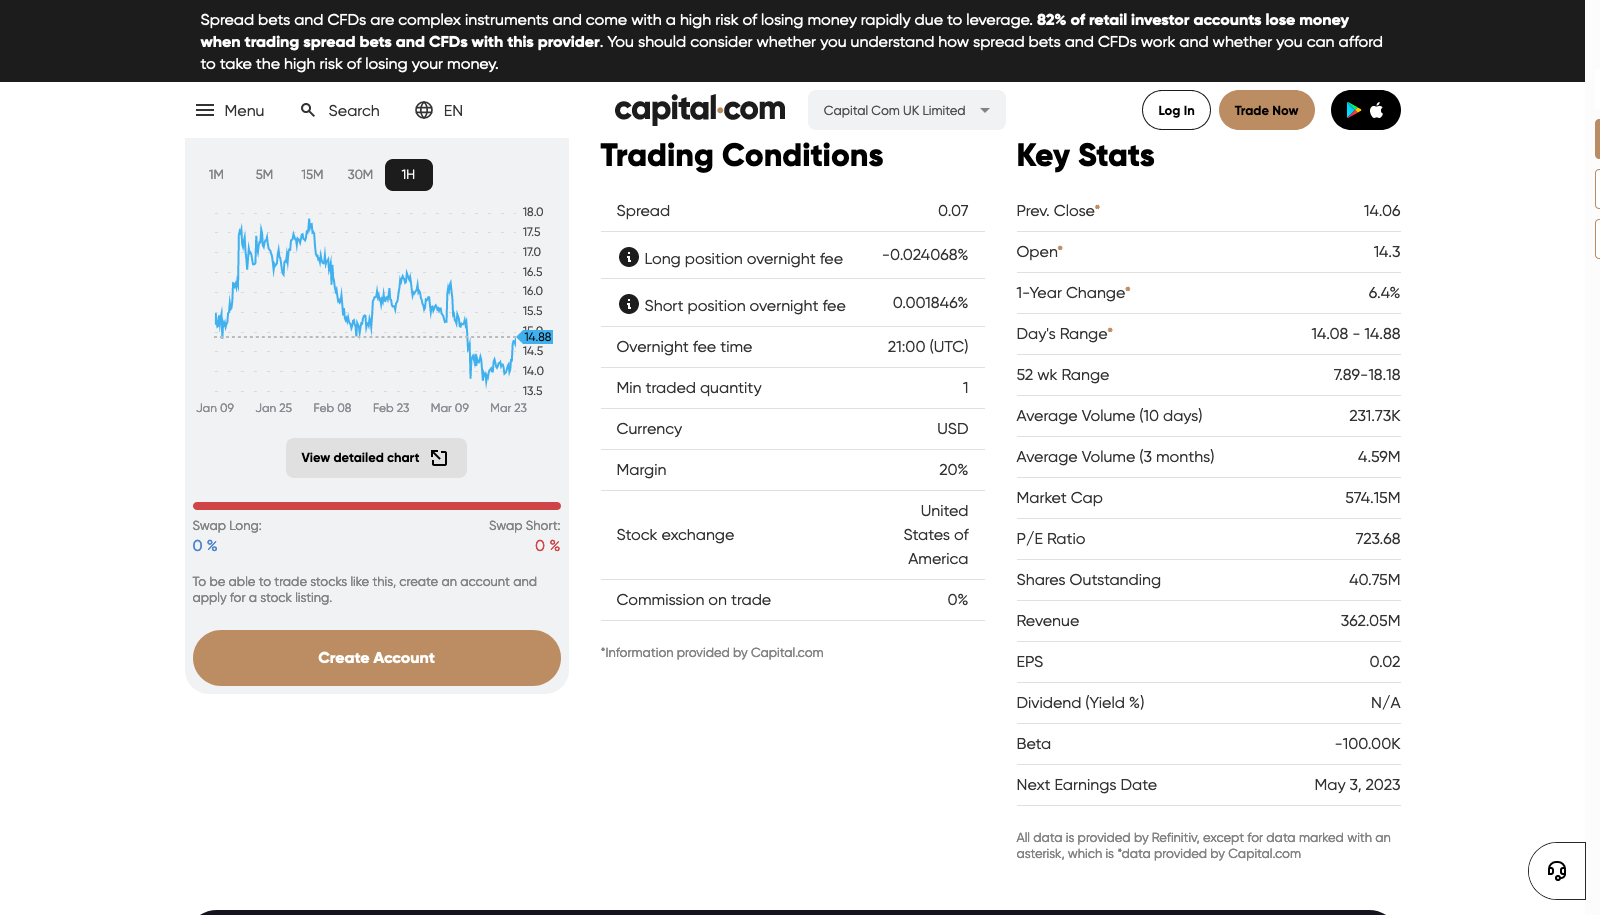 Spread bets and CFDs are complex instruments and come with a high risk of losing money rapidly due to leverage. 82% of retail investor accounts lose money
when trading spread bets and CFDs with this provider. You should consider whether you understand how spread bets and CFDs work and whether you can afford
to take the high risk of losing your money.
Menu
Search
EN
capital.com
Capital Com UK Limited
Log In
Trade Now
1M 5M 15M 30M 1H
18.0
17.5
17.0
16.5
16.0
15.5
15.0
14.88
14.5
14.0
13.5
Jan 09 Jan 25 Feb 08 Feb 23 Mar 09 Mar 23
View detailed chart
Swap Long: Swap Short:
0 % 0 %
To be able to trade stocks like this, create an account and
apply for a stock listing.
Create Account
Trading Conditions
Spread 0.07
Long position overnight fee -0.024068%
Short position overnight fee 0.001846%
Overnight fee time 21:00 (UTC)
Min traded quantity 1
Currency USD
Margin 20%
Stock exchange United
States of
America
Commission on trade 0%
*Information provided by Capital.com
Key Stats
Prev. Close* 14.06
Open* 14.3
1-Year Change* 6.4%
Day's Range* 14.08 - 14.88
52 wk Range 7.89-18.18
Average Volume (10 days) 231.73K
Average Volume (3 months) 4.59M
Market Cap 574.15M
P/E Ratio 723.68
Shares Outstanding 40.75M
Revenue 362.05M
EPS 0.02
Dividend (Yield %) N/A
Beta -100.00K
Next Earnings Date May 3, 2023
All data is provided by Refinitiv, except for data marked with an
asterisk, which is *data provided by Capital.com